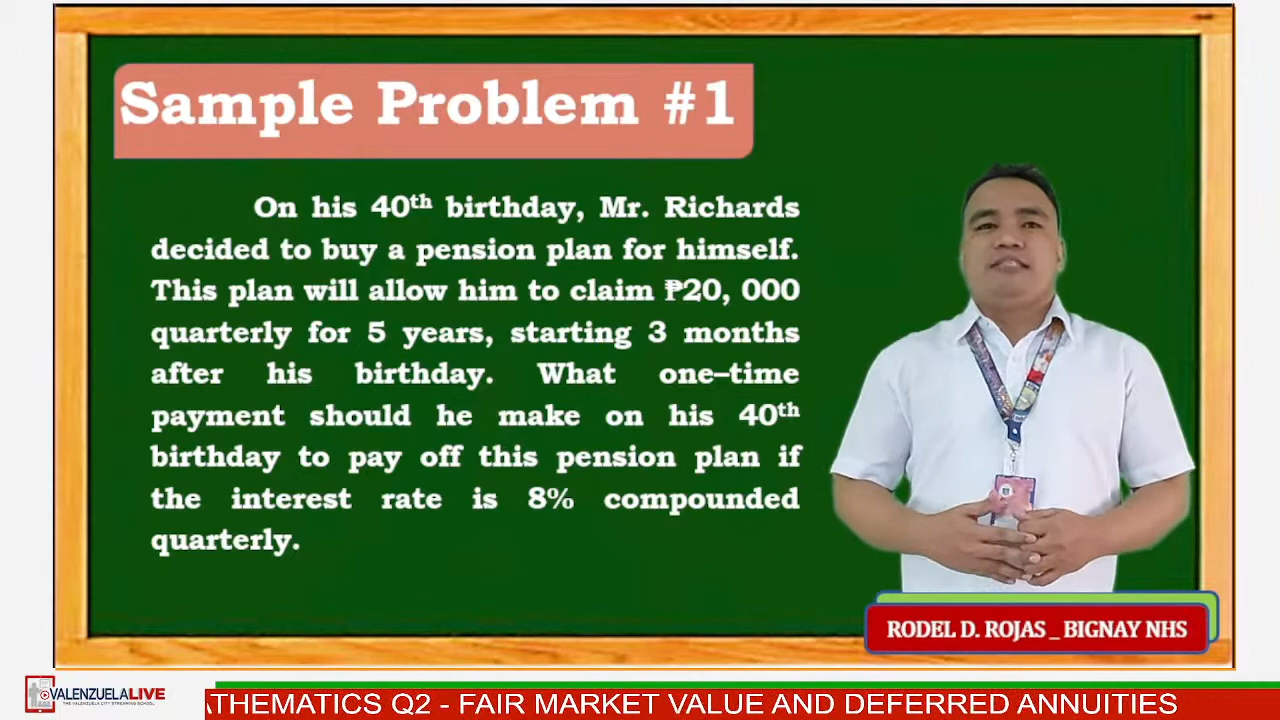 Sample Problem #1
On his 40th birthday, Mr. Richards
decided to buy a pension plan for himself.
This plan will allow him to claim ₱20, 000
quarterly for 5 years, starting 3 months
after his birthday. What one–time
payment should he make on his 40th
birthday to pay off this pension plan if
the interest rate is 8% compounded
quarterly.
RODEL D. ROJAS _ BIGNAY NHS
VALENZUELALIVE
THE VALENZUELA CITY STREAMING SCHOOL
ATHEMATICS Q2 - FAIR MARKET VALUE AND DEFERRED ANNUITIES